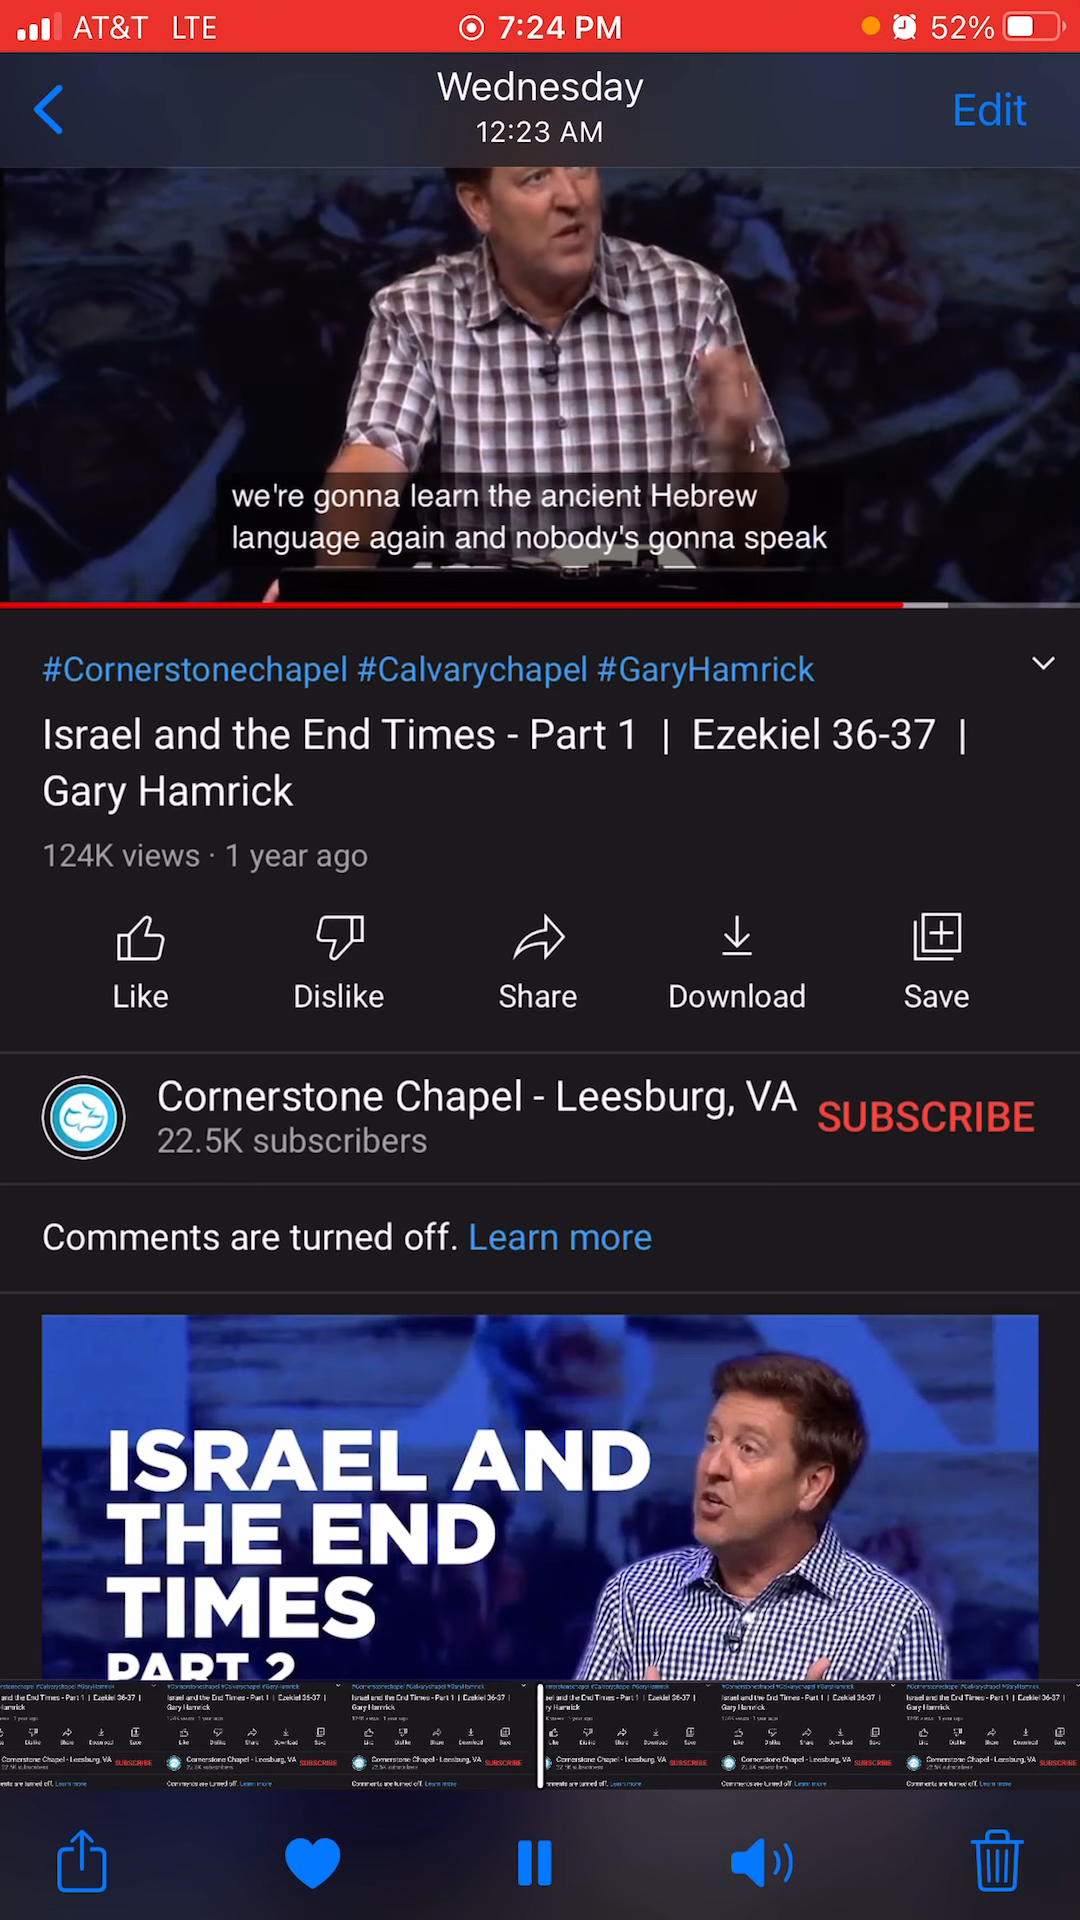 AT&T LTE 7:24 PM 52%
Wednesday
12:23 AM
Edit
we're gonna learn the ancient Hebrew
language again and nobody's gonna speak
#Cornerstonechapel #Calvarychapel #GaryHamrick
Israel and the End Times - Part 1 | Ezekiel 36-37 |
Gary Hamrick
124K views · 1 year ago
Like Dislike Share Download Save
Cornerstone Chapel - Leesburg, VA
22.5K subscribers
SUBSCRIBE
Comments are turned off. Learn more
ISRAEL AND
THE END
TIMES
PART 2